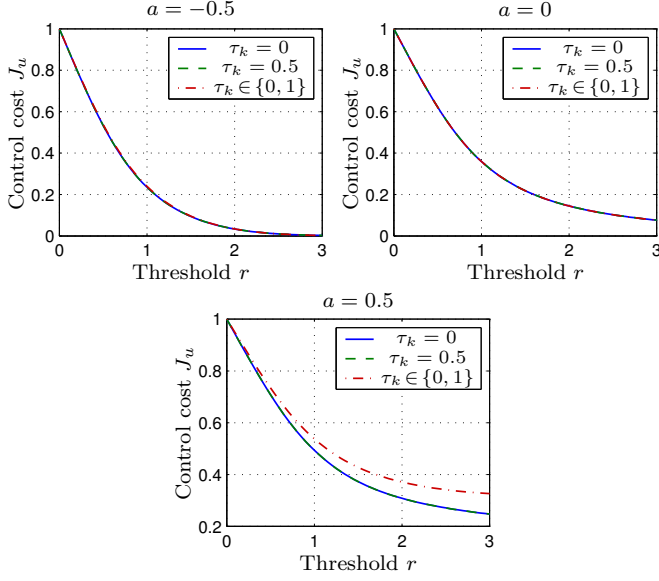 a = −0.5
Control cost J_u
1
0.8
0.6
0.4
0.2
0
τ_k = 0
τ_k = 0.5
τ_k ∈ {0, 1}
0 1 2 3
Threshold r
a = 0
Control cost J_u
1
0.8
0.6
0.4
0.2
0
τ_k = 0
τ_k = 0.5
τ_k ∈ {0, 1}
0 1 2 3
Threshold r
a = 0.5
Control cost J_u
1
0.8
0.6
0.4
0.2
τ_k = 0
τ_k = 0.5
τ_k ∈ {0, 1}
0 1 2 3
Threshold r